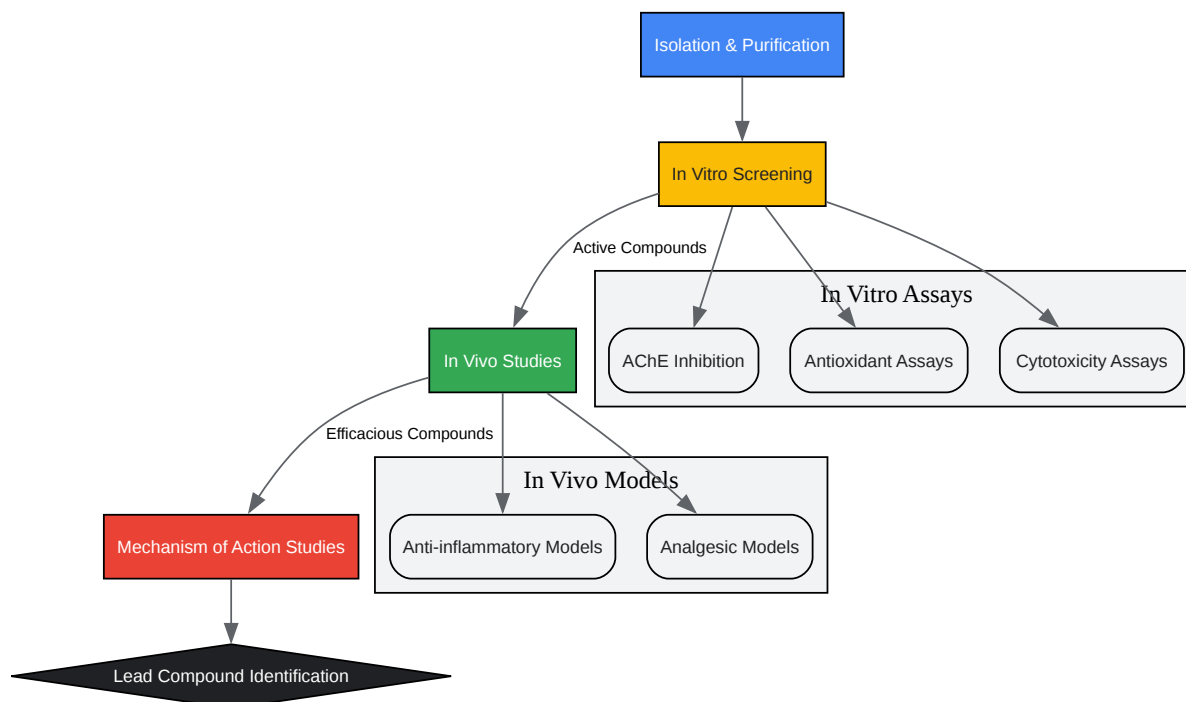 Isolation & Purification
In Vitro Screening
Active Compounds
In Vitro Assays
In Vivo Studies
AChE Inhibition
Antioxidant Assays
Cytotoxicity Assays
Efficacious Compounds
In Vivo Models
Mechanism of Action Studies
Anti-inflammatory Models
Analgesic Models
Lead Compound Identification